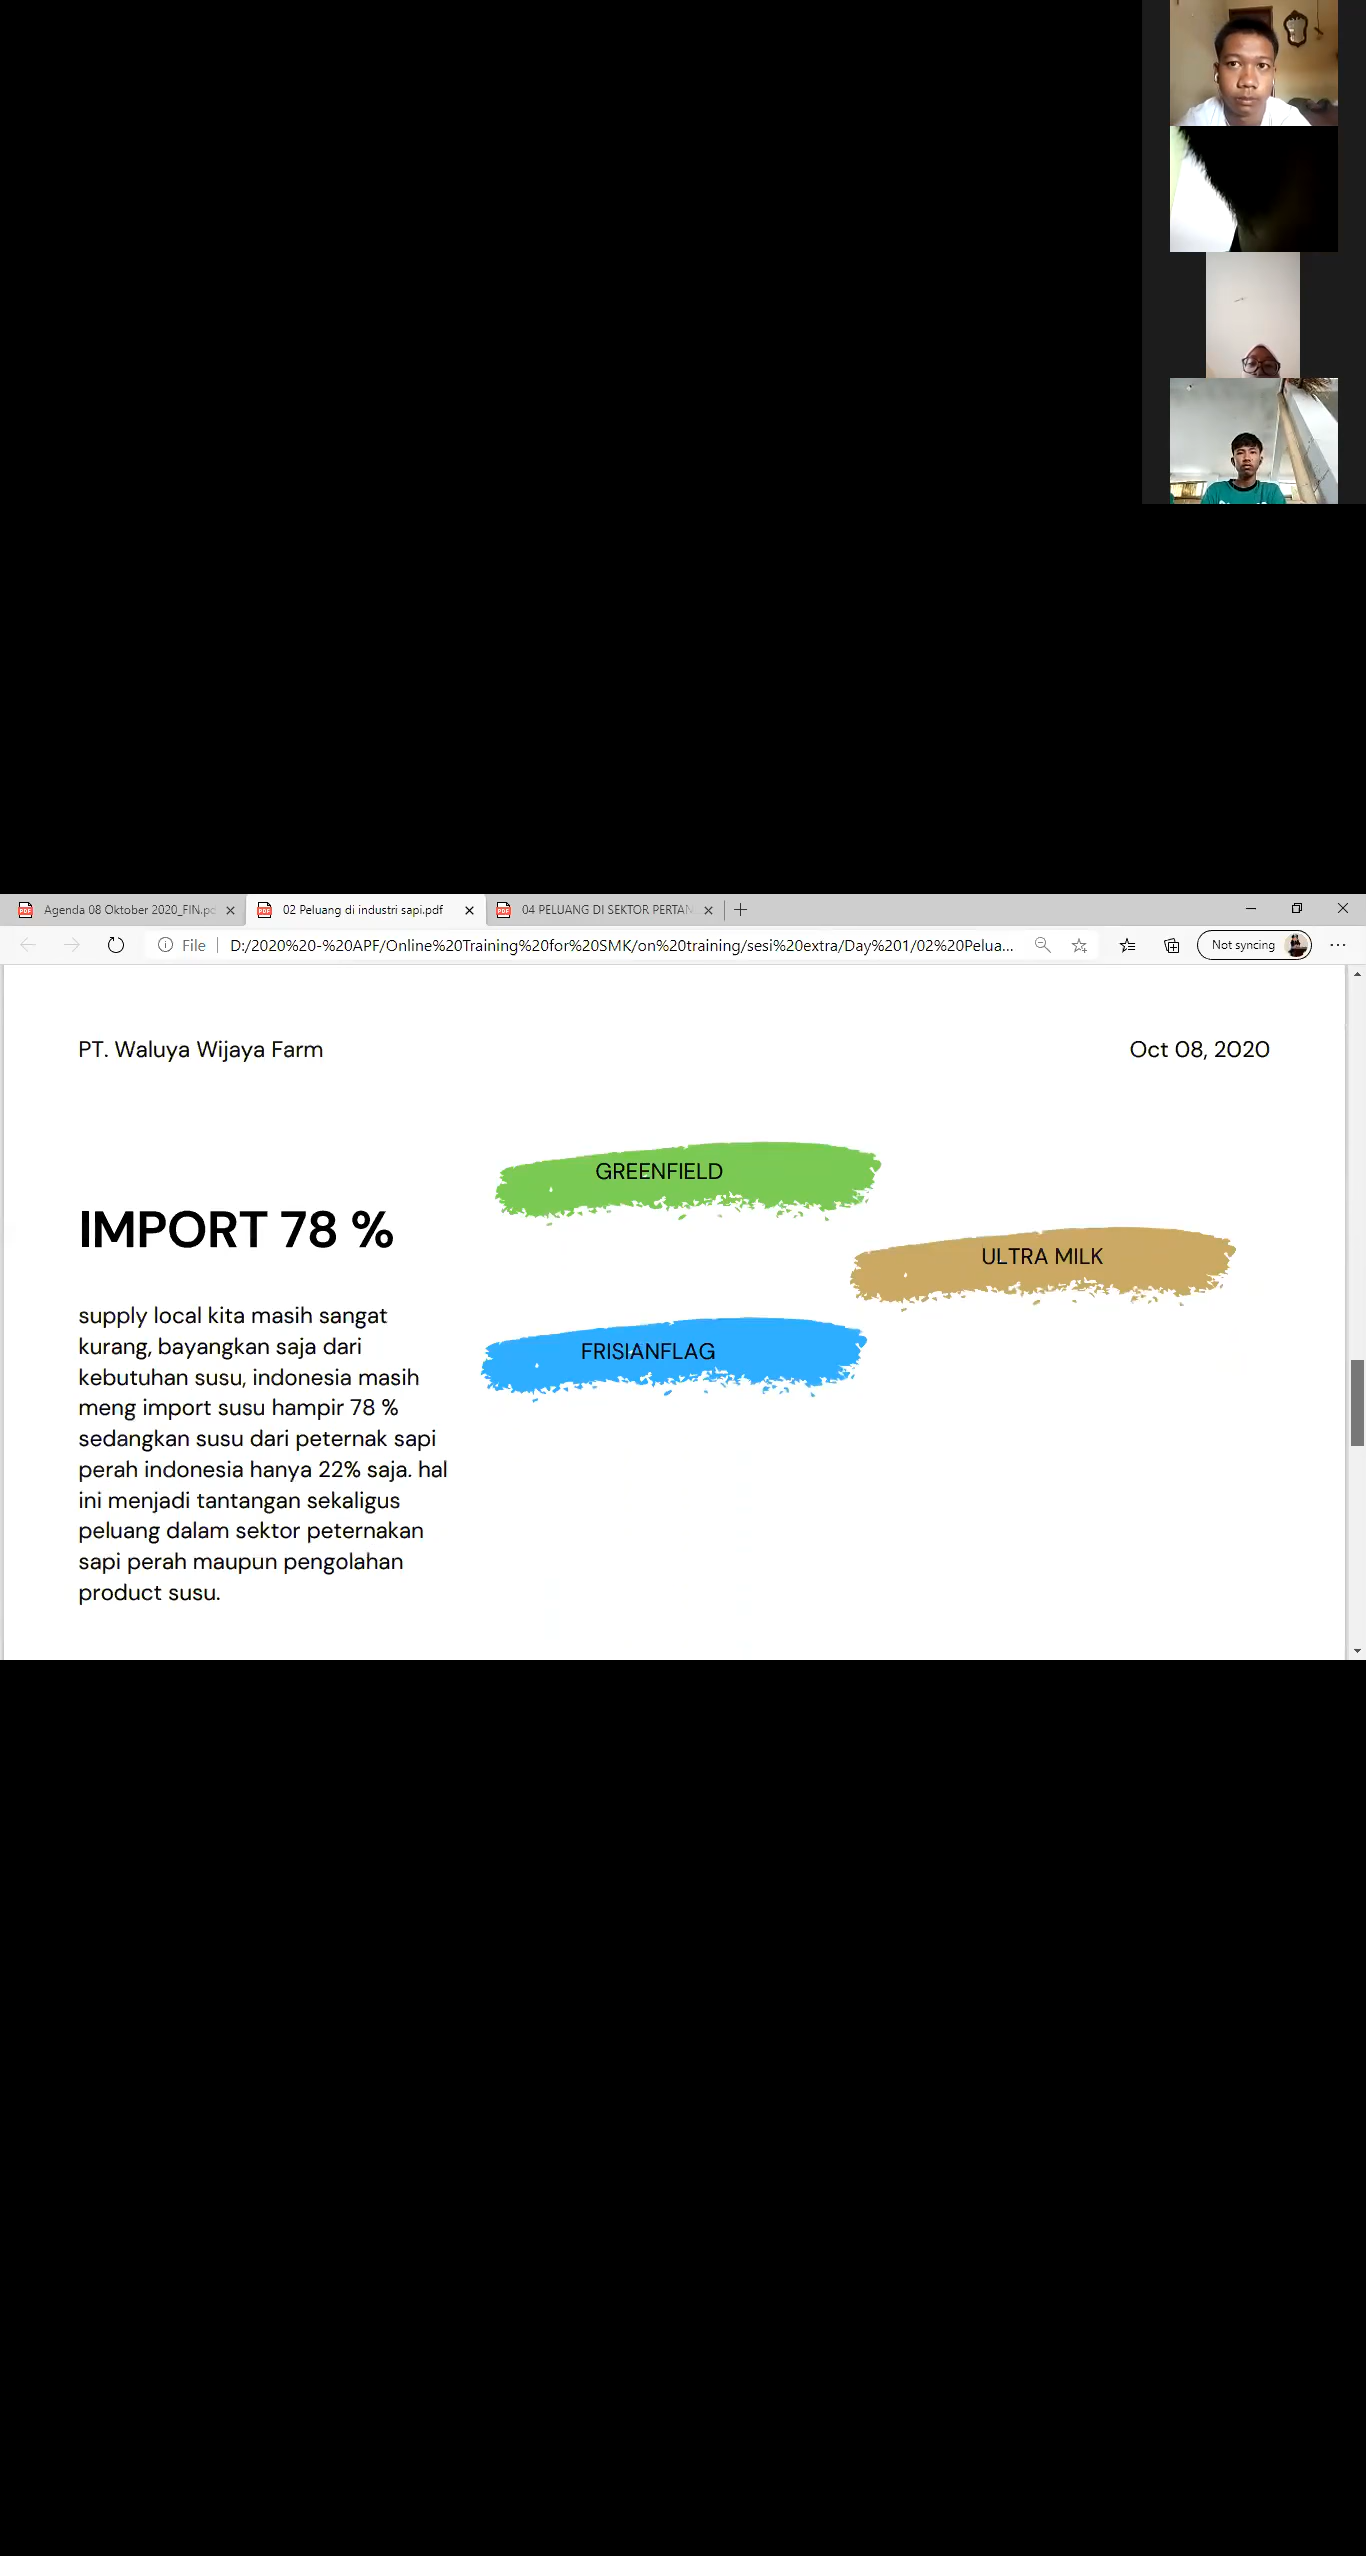 Agenda 08 Oktober 2020_FIN.pd
02 Peluang di industri sapi.pdf
04 PELUANG DI SEKTOR PERTAN
File
D:/2020%20-%20APF/Online%20Training%20for%20SMK/on%20training/sesi%20extra/Day%201/02%20Pelua...
Not syncing
PT. Waluya Wijaya Farm
Oct 08, 2020
GREENFIELD
IMPORT 78 %
ULTRA MILK
FRISIANFLAG
supply local kita masih sangat
kurang, bayangkan saja dari
kebutuhan susu, indonesia masih
meng import susu hampir 78 %
sedangkan susu dari peternak sapi
perah indonesia hanya 22% saja. hal
ini menjadi tantangan sekaligus
peluang dalam sektor peternakan
sapi perah maupun pengolahan
product susu.